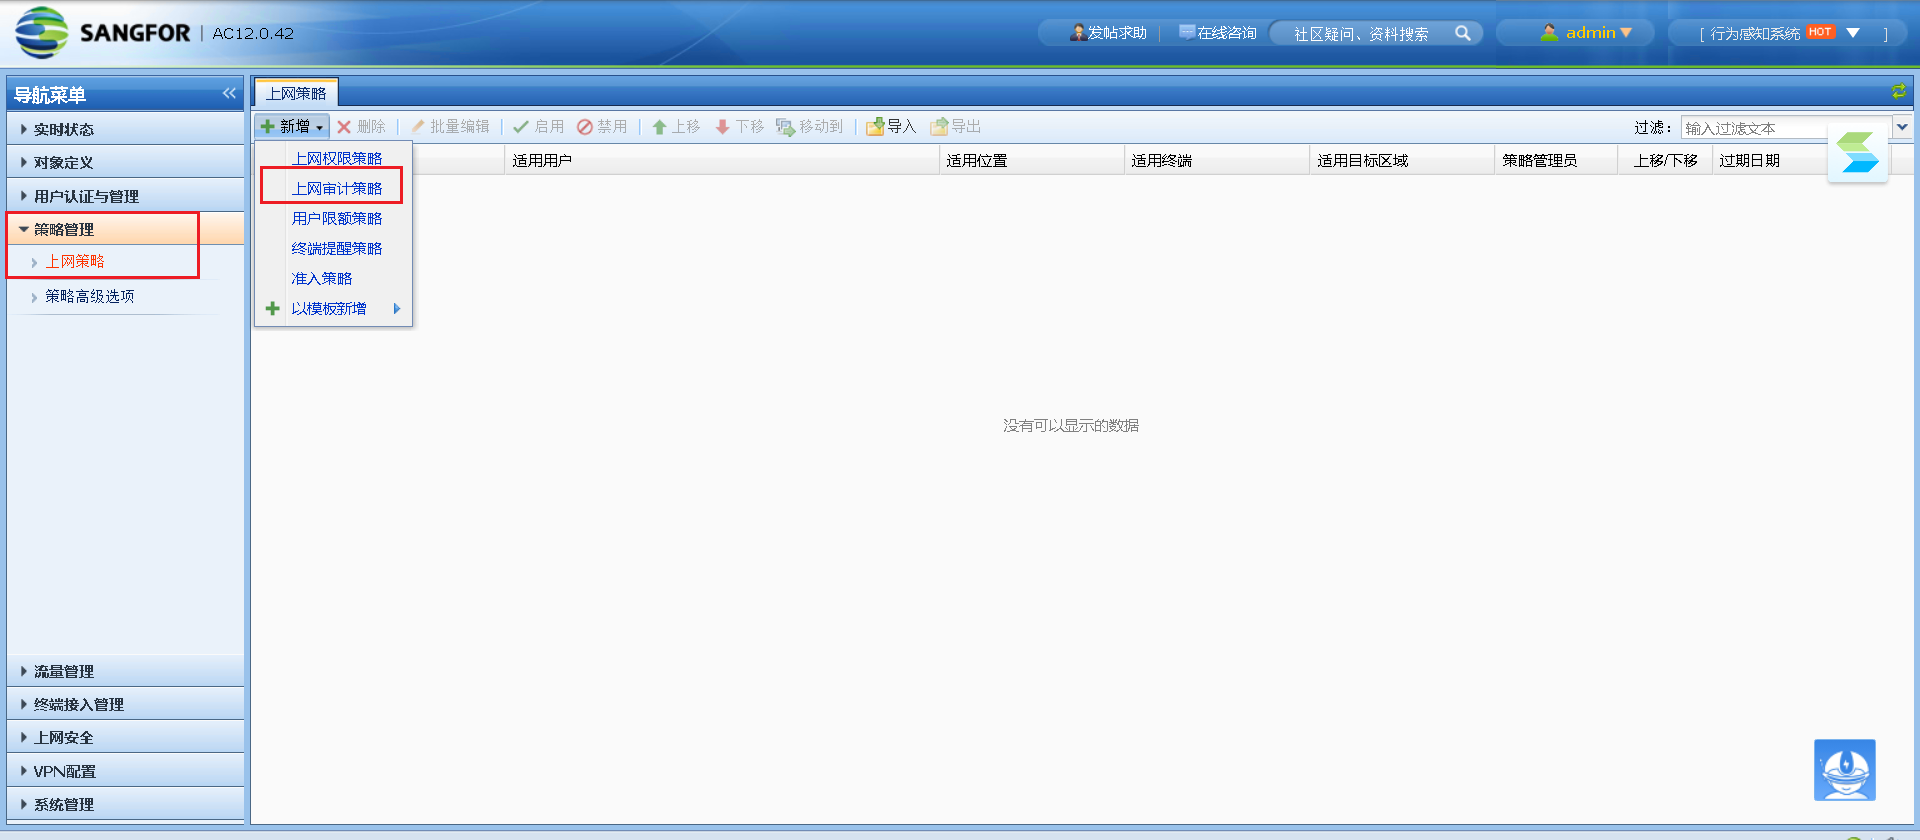 SANGFOR | AC12.0.42
发帖求助 在线咨询 社区疑问、资料搜索 admin [ 行为感知系统 HOT ]
导航菜单
实时状态
对象定义
用户认证与管理
策略管理
上网策略
策略高级选项
流量管理
终端接入管理
上网安全
VPN配置
系统管理
上网策略
新增 删除 批量编辑 启用 禁用 上移 下移 移动到 导入 导出 过滤: 输入过滤文本
适用用户 适用位置 适用终端 适用目标区域 策略管理员 上移/下移 过期日期
上网权限策略
上网审计策略
用户限额策略
终端提醒策略
准入策略
以模板新增
没有可以显示的数据